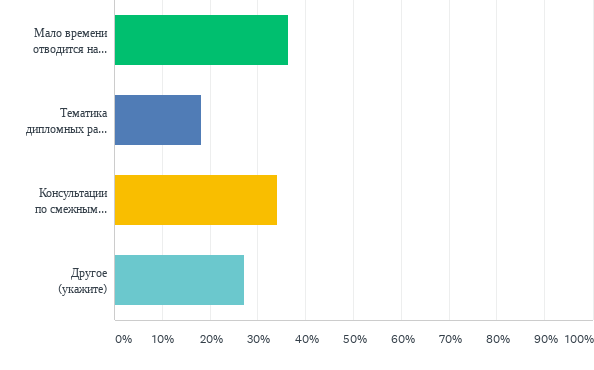 Мало времени
отводится на...
Тематика
дипломных ра...
Консультации
по смежным...
Другое
(укажите)
0% 10% 20% 30% 40% 50% 60% 70% 80% 90% 100%